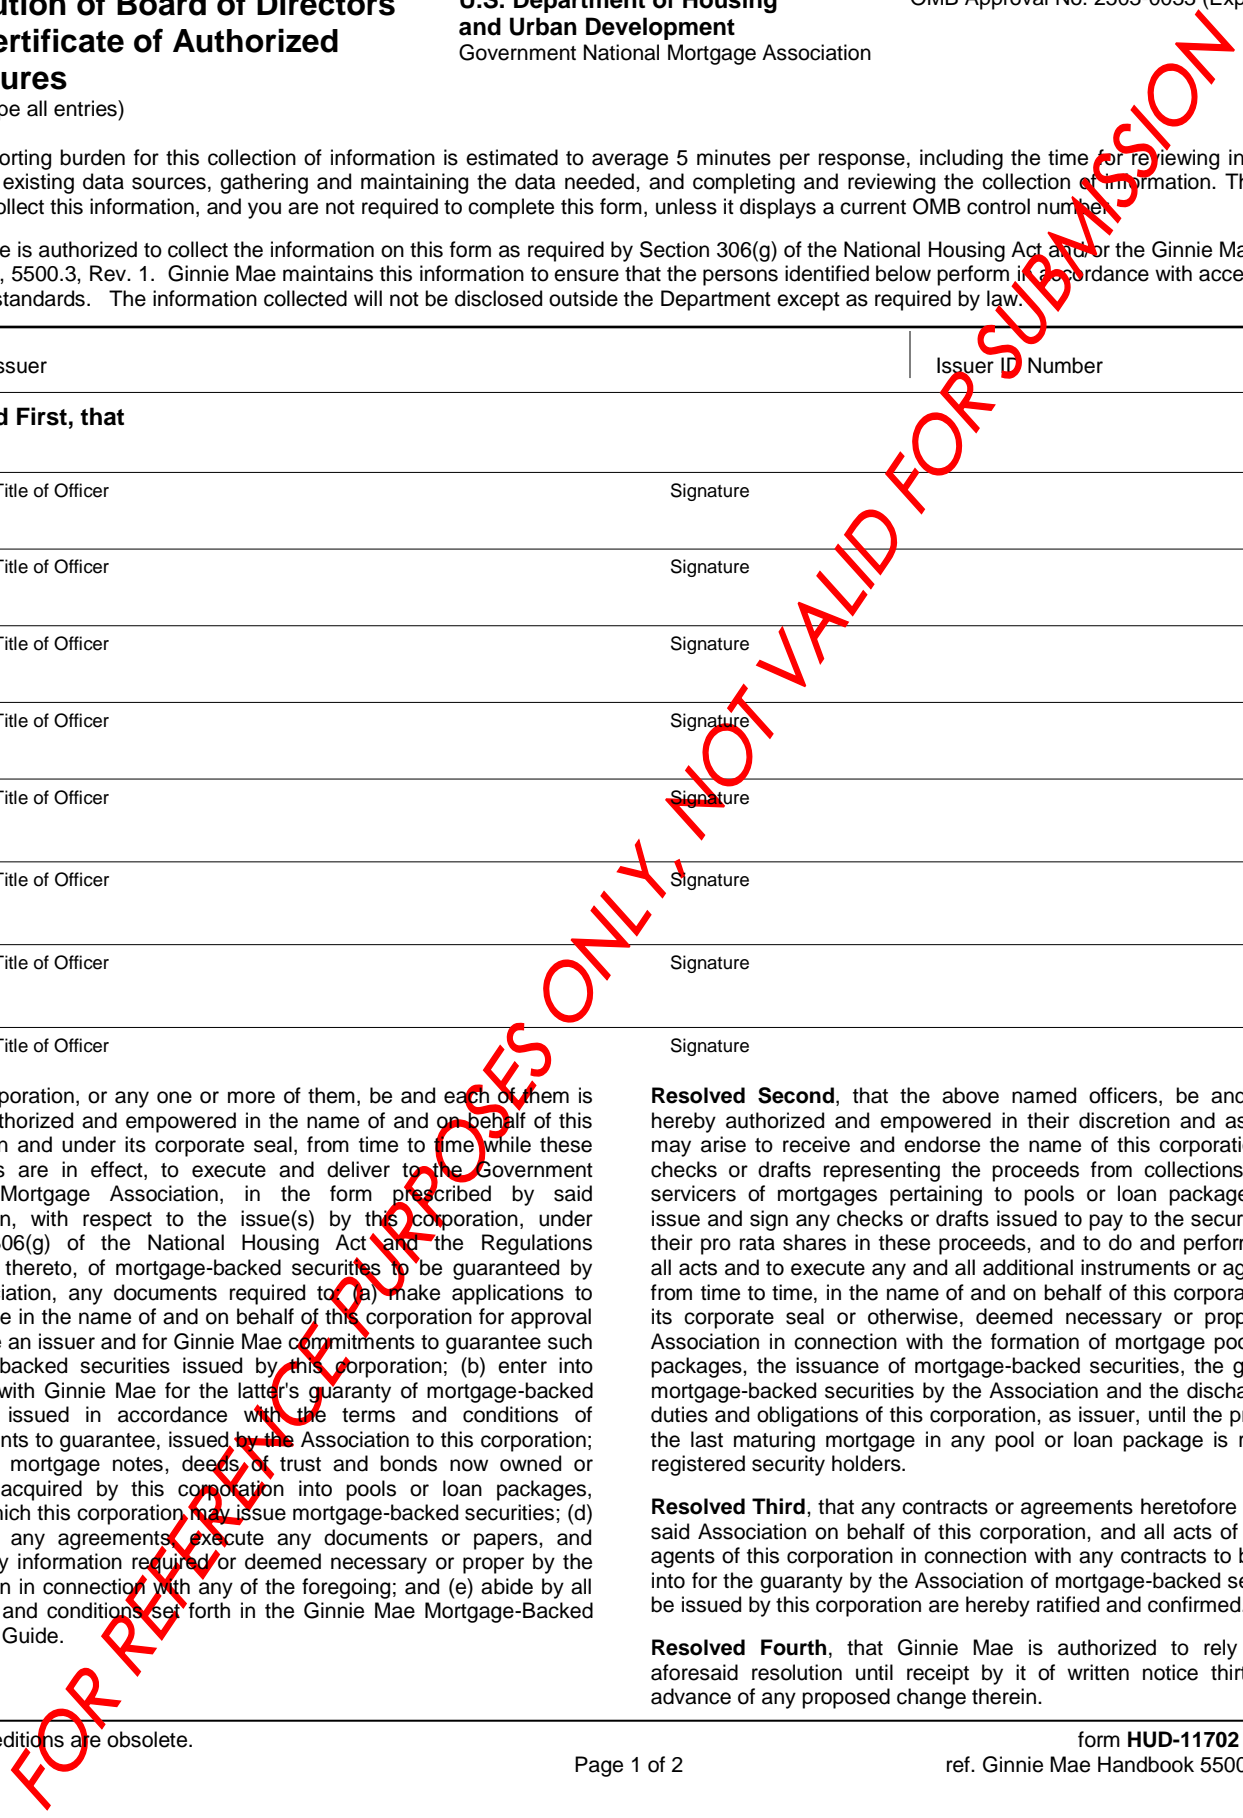 ution of Board of Directors
ertificate of Authorized
ures
pe all entries)
U.S. Department of Housing
and Urban Development
Government National Mortgage Association
OMB Approval No. 2503-0033 (Exp
orting burden for this collection of information is estimated to average 5 minutes per response, including the time for reviewing in
existing data sources, gathering and maintaining the data needed, and completing and reviewing the collection of information. Th
ollect this information, and you are not required to complete this form, unless it displays a current OMB control number.
e is authorized to collect the information on this form as required by Section 306(g) of the National Housing Act and/or the Ginnie Ma
, 5500.3, Rev. 1. Ginnie Mae maintains this information to ensure that the persons identified below perform in accordance with acce
standards. The information collected will not be disclosed outside the Department except as required by law.
ssuer
Issuer ID Number
d First, that
Title of Officer Signature
Title of Officer Signature
Title of Officer Signature
Title of Officer Signature
Title of Officer Signature
Title of Officer Signature
Title of Officer Signature
Title of Officer Signature
poration, or any one or more of them, be and each of them is
thorized and empowered in the name of and on behalf of this
n and under its corporate seal, from time to time while these
s are in effect, to execute and deliver to the Government
Mortgage Association, in the form prescribed by said
n, with respect to the issue(s) by this corporation, under
306(g) of the National Housing Act and the Regulations
thereto, of mortgage-backed securities to be guaranteed by
iation, any documents required to (a) make applications to
e in the name of and on behalf of this corporation for approval
e an issuer and for Ginnie Mae commitments to guarantee such
backed securities issued by this corporation; (b) enter into
with Ginnie Mae for the latter's guaranty of mortgage-backed
issued in accordance with the terms and conditions of
nts to guarantee, issued by the Association to this corporation;
mortgage notes, deeds of trust and bonds now owned or
acquired by this corporation into pools or loan packages,
hich this corporation may issue mortgage-backed securities; (d)
any agreements, execute any documents or papers, and
y information required or deemed necessary or proper by the
n in connection with any of the foregoing; and (e) abide by all
and conditions set forth in the Ginnie Mae Mortgage-Backed
Guide.
Resolved Second, that the above named officers, be and
hereby authorized and empowered in their discretion and as
may arise to receive and endorse the name of this corporatio
checks or drafts representing the proceeds from collections
servicers of mortgages pertaining to pools or loan package
issue and sign any checks or drafts issued to pay to the securi
their pro rata shares in these proceeds, and to do and perform
all acts and to execute any and all additional instruments or ag
from time to time, in the name of and on behalf of this corpora
its corporate seal or otherwise, deemed necessary or prop
Association in connection with the formation of mortgage poo
packages, the issuance of mortgage-backed securities, the g
mortgage-backed securities by the Association and the discha
duties and obligations of this corporation, as issuer, until the pr
the last maturing mortgage in any pool or loan package is r
registered security holders.
Resolved Third, that any contracts or agreements heretofore
said Association on behalf of this corporation, and all acts of
agents of this corporation in connection with any contracts to b
into for the guaranty by the Association of mortgage-backed se
be issued by this corporation are hereby ratified and confirmed.
Resolved Fourth, that Ginnie Mae is authorized to rely
aforesaid resolution until receipt by it of written notice thirt
advance of any proposed change therein.
editions are obsolete.
Page 1 of 2
form HUD-11702
ref. Ginnie Mae Handbook 5500
FOR REFERENCE PURPOSES ONLY, NOT VALID FOR SUBMISSION